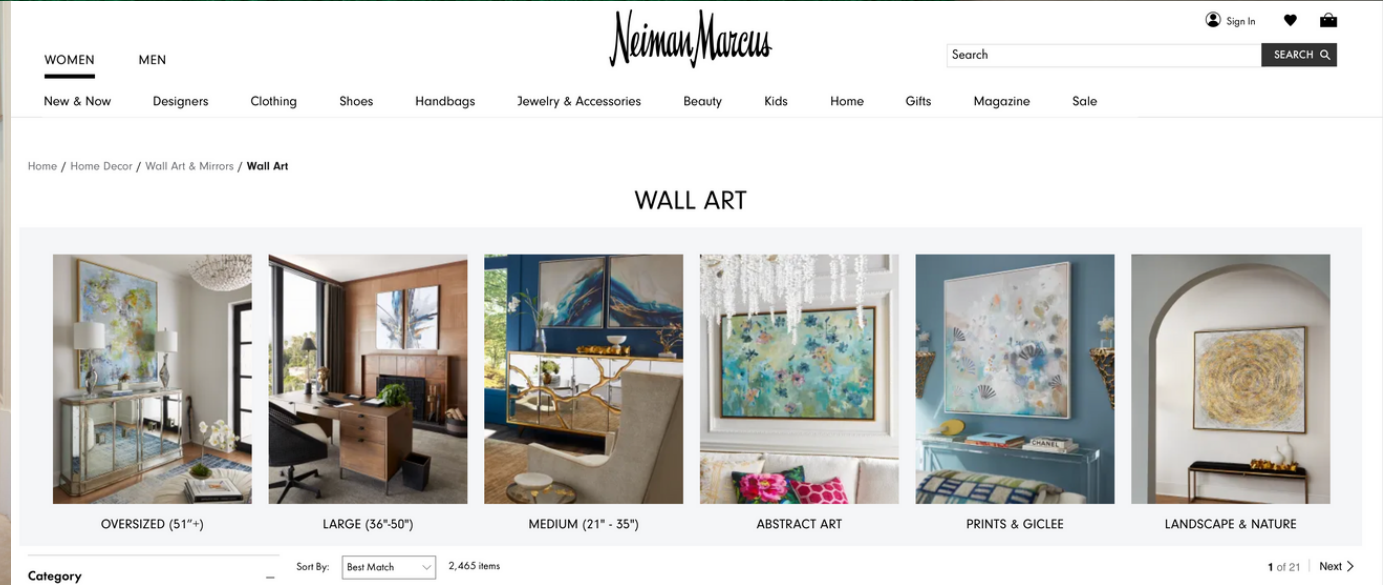 Neiman Marcus
Sign In
WOMEN MEN
Search SEARCH
New & Now Designers Clothing Shoes Handbags Jewelry & Accessories Beauty Kids Home Gifts Magazine Sale
Home / Home Decor / Wall Art & Mirrors / Wall Art
WALL ART
CHANEL
OVERSIZED (51"+) LARGE (36"-50") MEDIUM (21" - 35") ABSTRACT ART PRINTS & GICLEE LANDSCAPE & NATURE
Sort By: Best Match 2,465 items 1 of 21 Next
Category